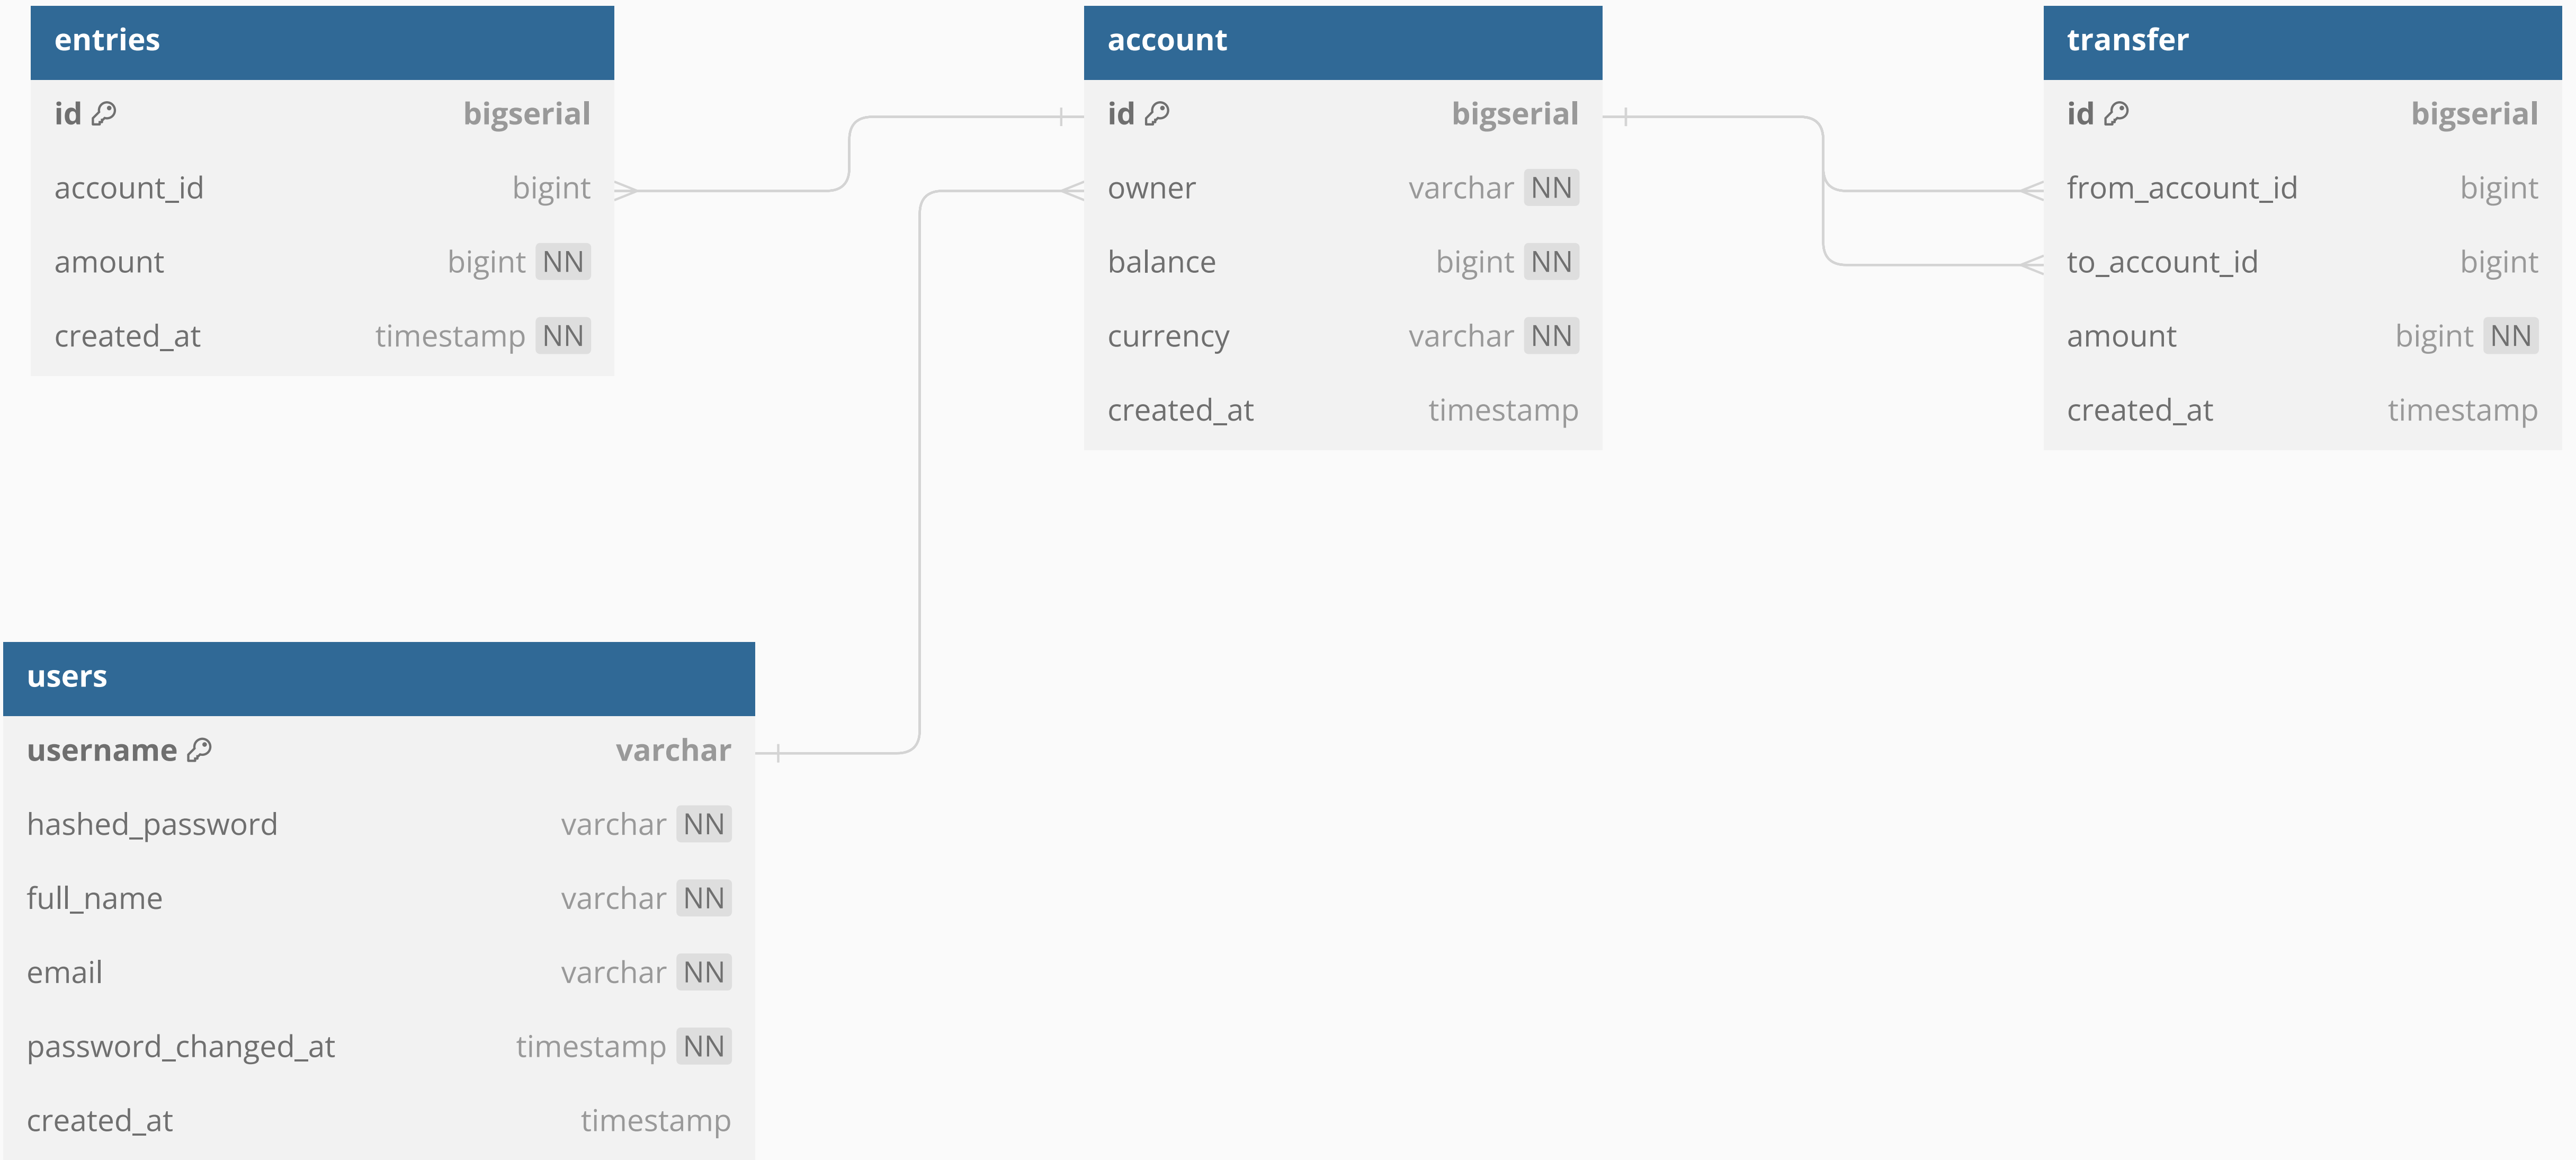 entries
id bigserial
account_id bigint
amount bigint NN
created_at timestamp NN
account
id bigserial
owner varchar NN
balance bigint NN
currency varchar NN
created_at timestamp
transfer
id bigserial
from_account_id bigint
to_account_id bigint
amount bigint NN
created_at timestamp
users
username varchar
hashed_password varchar NN
full_name varchar NN
email varchar NN
password_changed_at timestamp NN
created_at timestamp